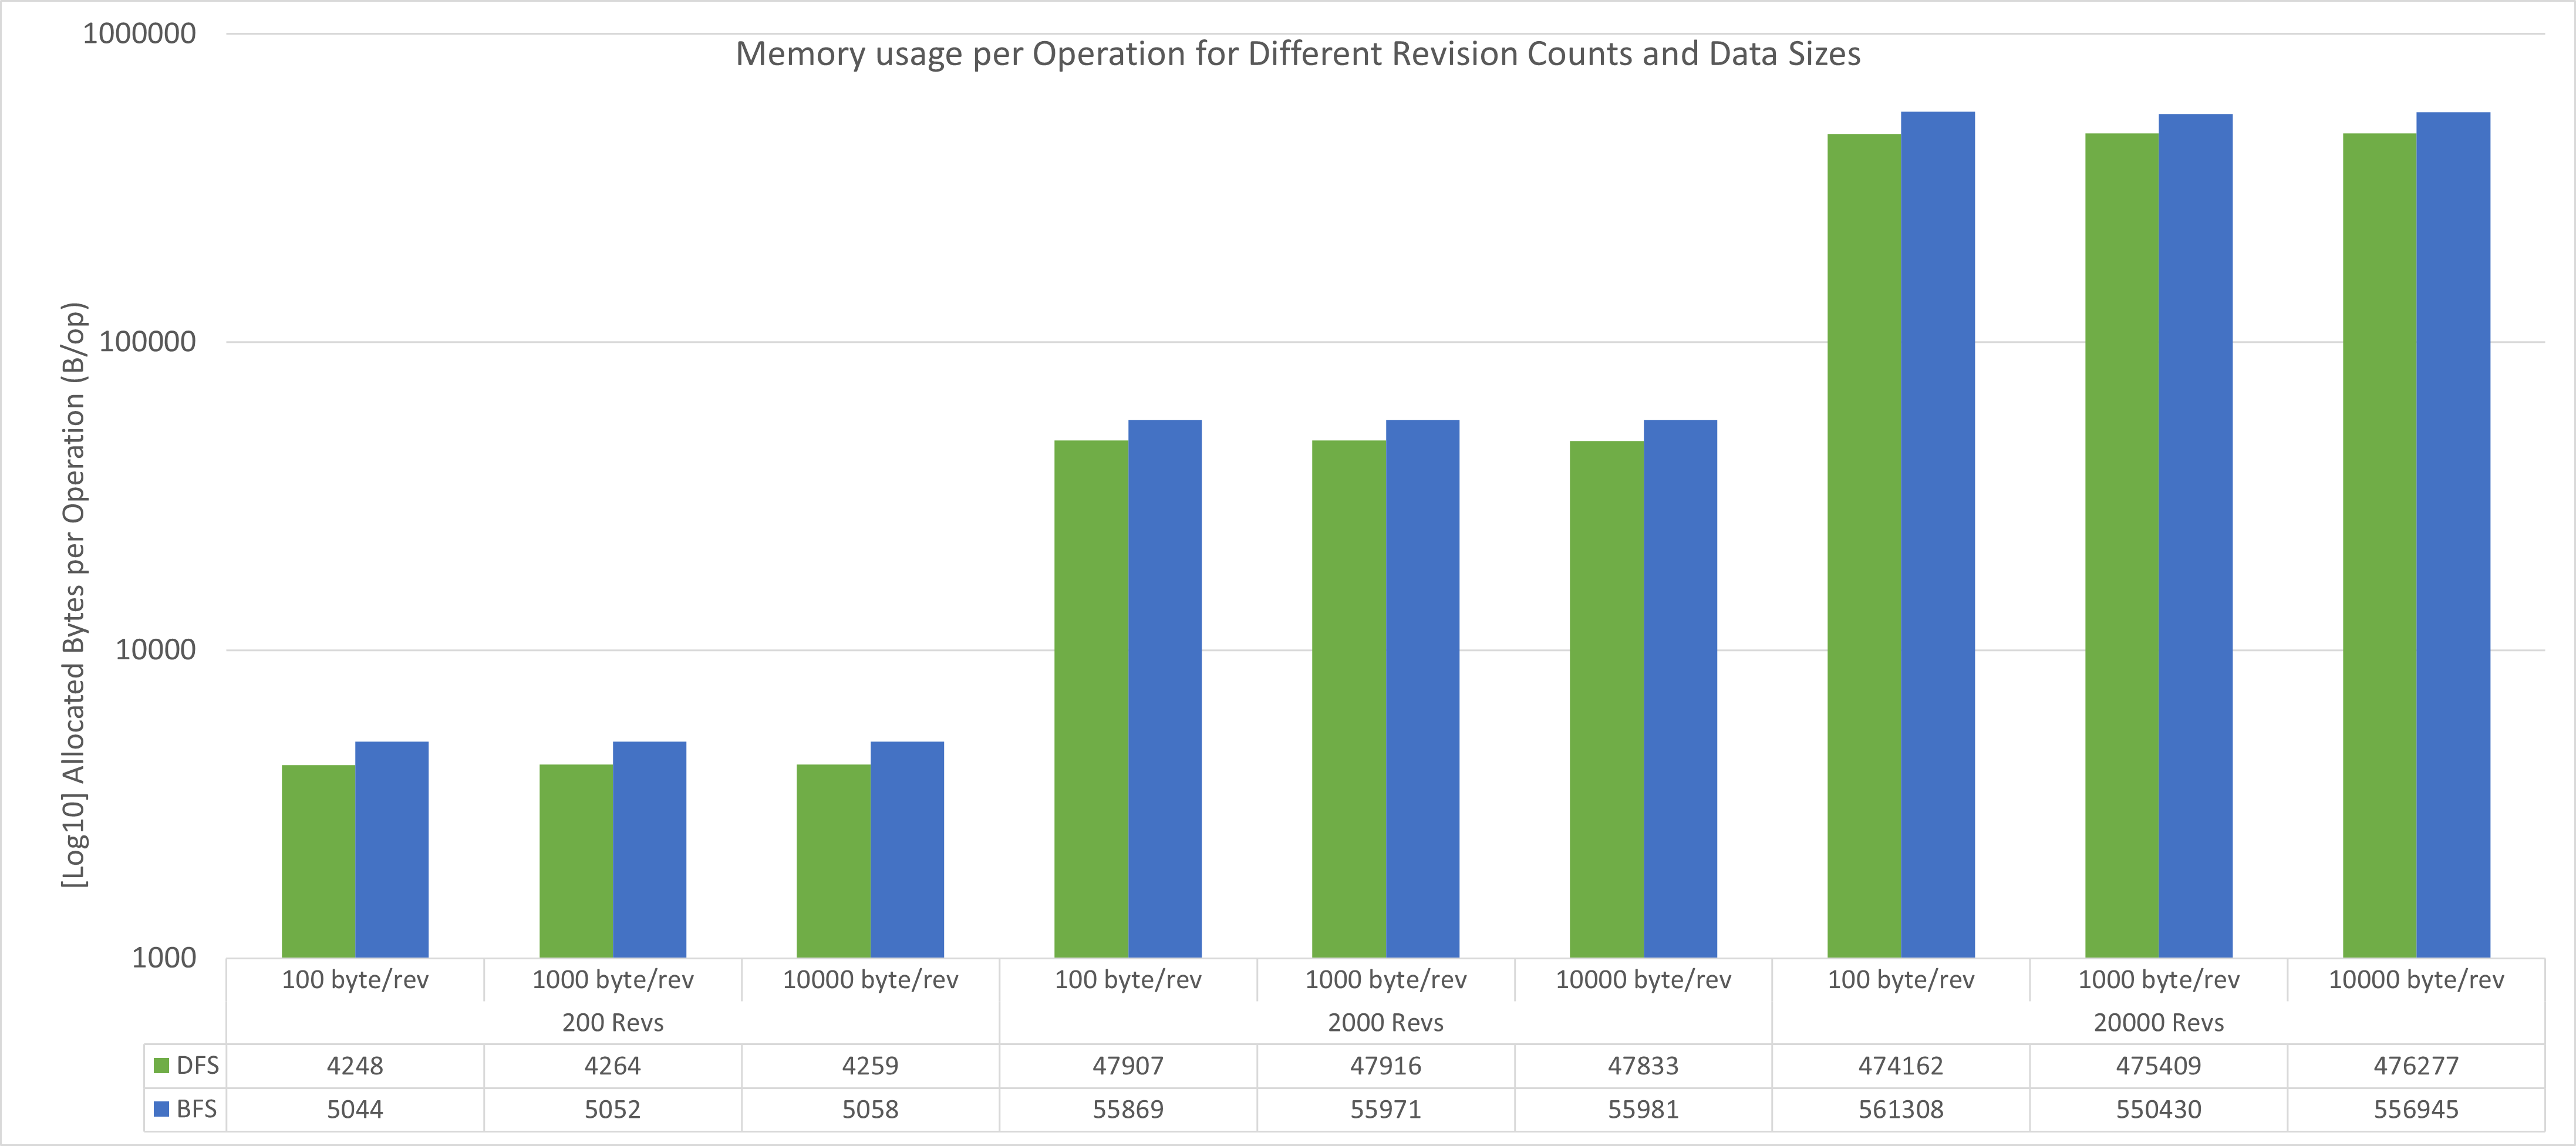 Memory usage per Operation for Different Revision Counts and Data Sizes
[Log10] Allocated Bytes per Operation (B/op)
1000000
100000
10000
1000
100 byte/rev 1000 byte/rev 10000 byte/rev 100 byte/rev 1000 byte/rev 10000 byte/rev 100 byte/rev 1000 byte/rev 10000 byte/rev
200 Revs 2000 Revs 20000 Revs
DFS 4248 4264 4259 47907 47916 47833 474162 475409 476277
BFS 5044 5052 5058 55869 55971 55981 561308 550430 556945